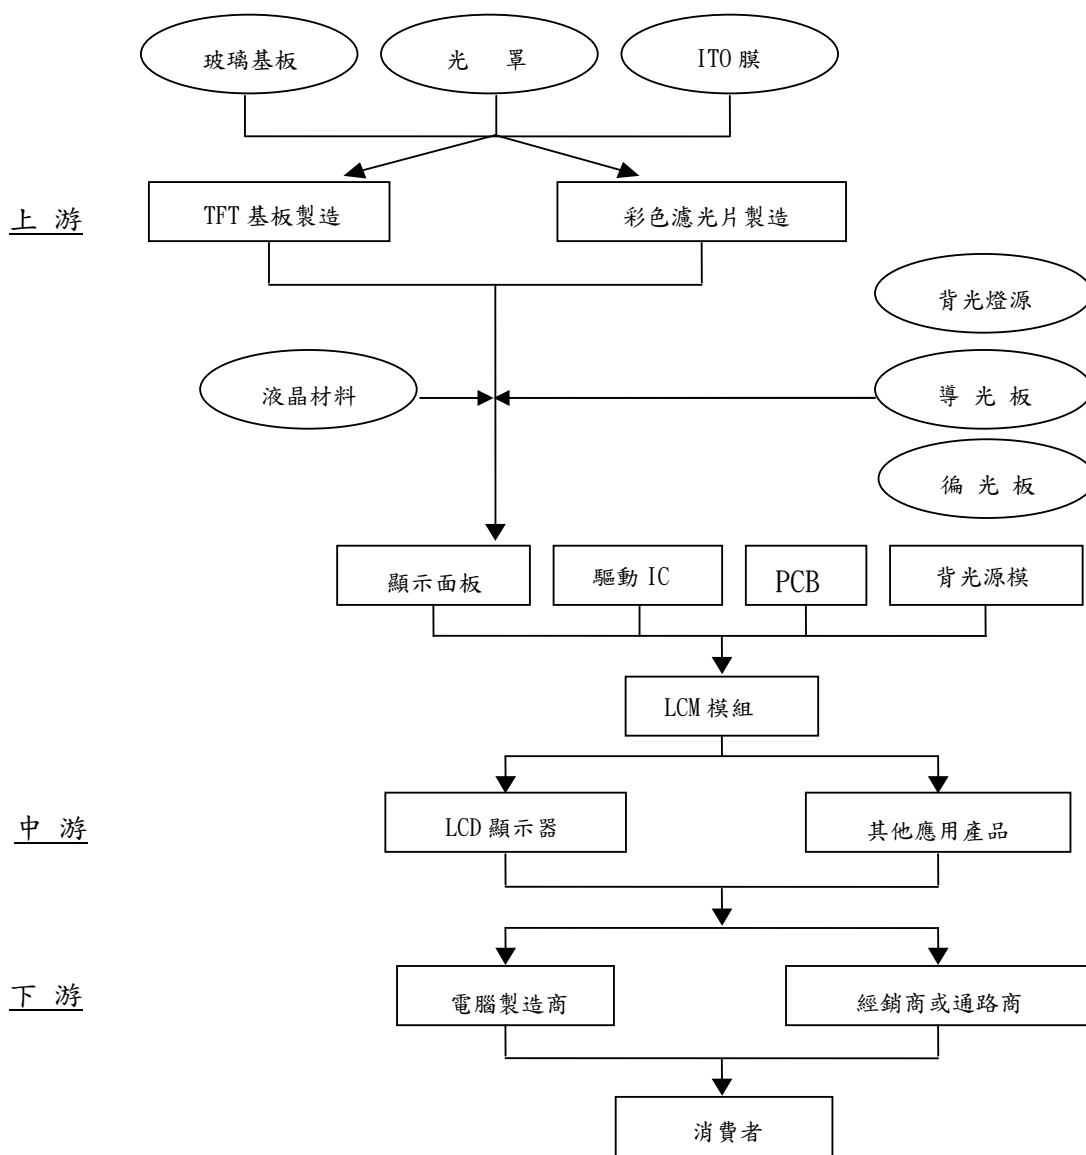 玻璃基板
光 罩
ITO 膜
上 游
TFT 基板製造
彩色濾光片製造
背光燈源
液晶材料
導 光 板
徧 光 板
顯示面板
驅動 IC
PCB
背光源模
LCM 模組
中 游
LCD 顯示器
其他應用產品
下 游
電腦製造商
經銷商或通路商
消費者